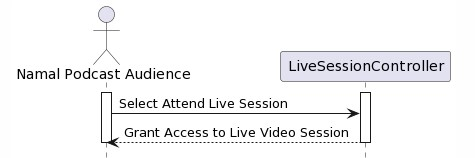 Namal Podcast Audience
LiveSessionController
Select Attend Live Session
Grant Access to Live Video Session